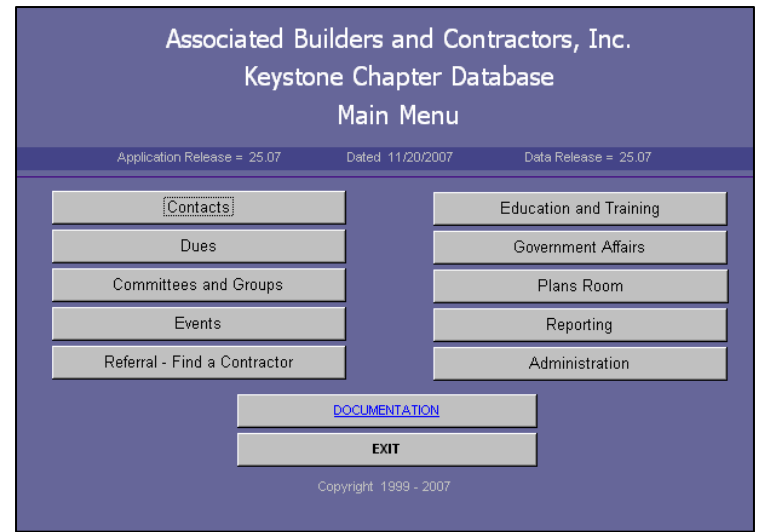 Associated Builders and Contractors, Inc.
Keystone Chapter Database
Main Menu
Application Release = 25.07 Dated 11/20/2007 Data Release = 25.07
Contacts
Education and Training
Dues
Government Affairs
Committees and Groups
Plans Room
Events
Reporting
Referral - Find a Contractor
Administration
DOCUMENTATION
EXIT
Copyright 1999 - 2007